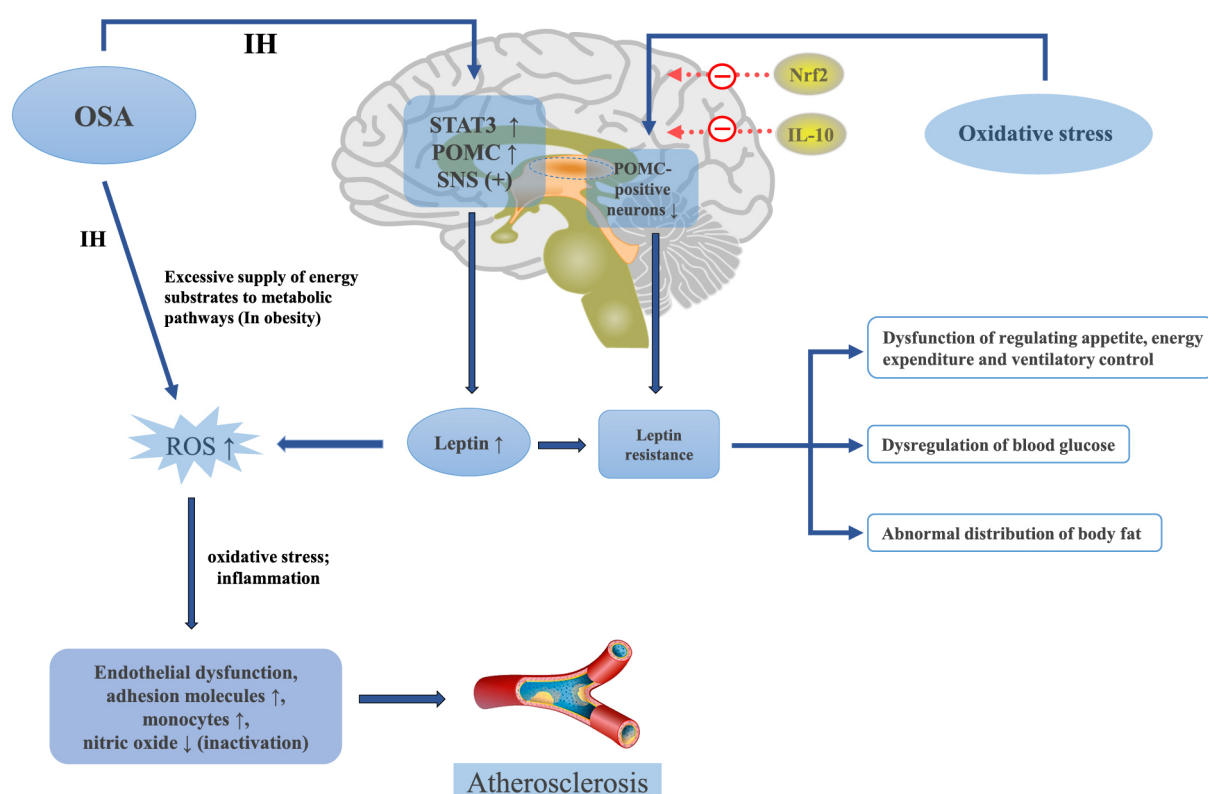 IH
OSA
Nrf2
IL-10
Oxidative stress
STAT3 ↑
POMC ↑
SNS (+)
POMC-
positive
neurons ↓
IH
Excessive supply of energy
substrates to metabolic
pathways (In obesity)
ROS ↑
Leptin ↑
Leptin
resistance
Dysfunction of regulating appetite, energy
expenditure and ventilatory control
Dysregulation of blood glucose
Abnormal distribution of body fat
oxidative stress;
inflammation
Endothelial dysfunction,
adhesion molecules ↑,
monocytes ↑,
nitric oxide ↓ (inactivation)
Atherosclerosis